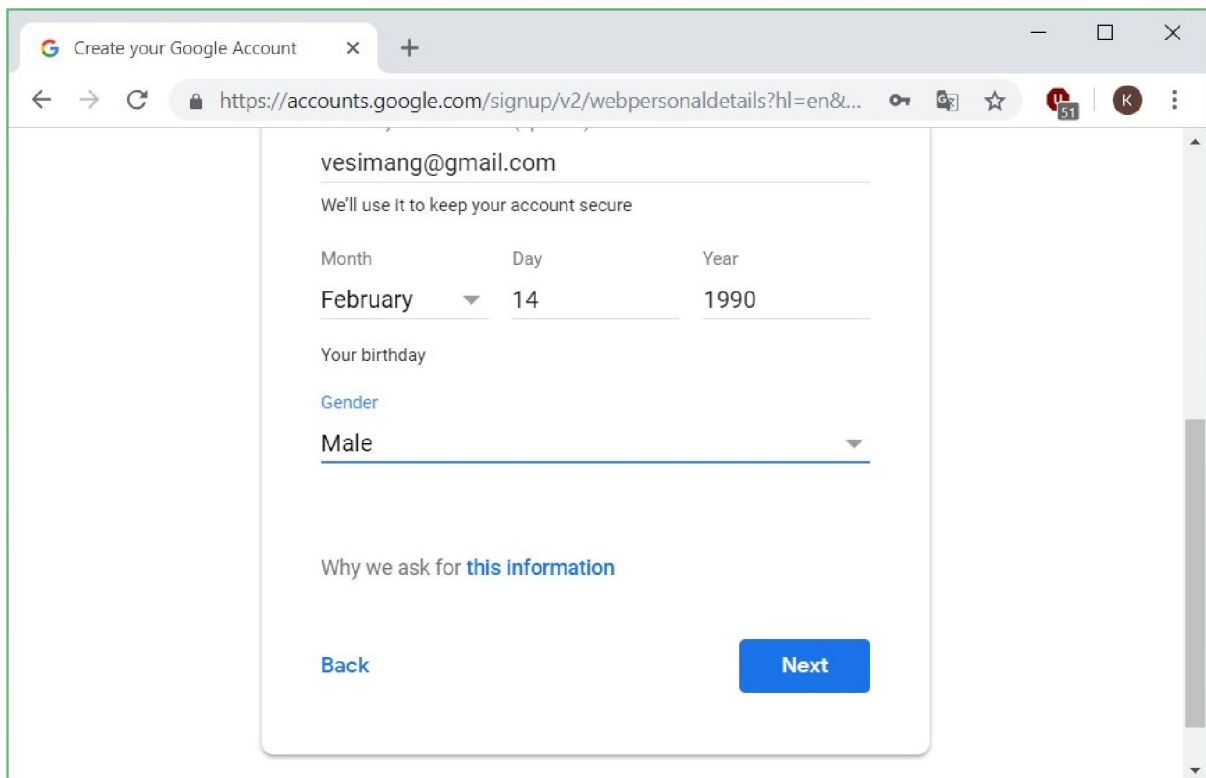 Create your Google Account
https://accounts.google.com/signup/v2/webpersonaldetails?hl=en&...
51
K
vesimang@gmail.com
We'll use it to keep your account secure
Month Day Year
February 14 1990
Your birthday
Gender
Male
Why we ask for this information
Back Next